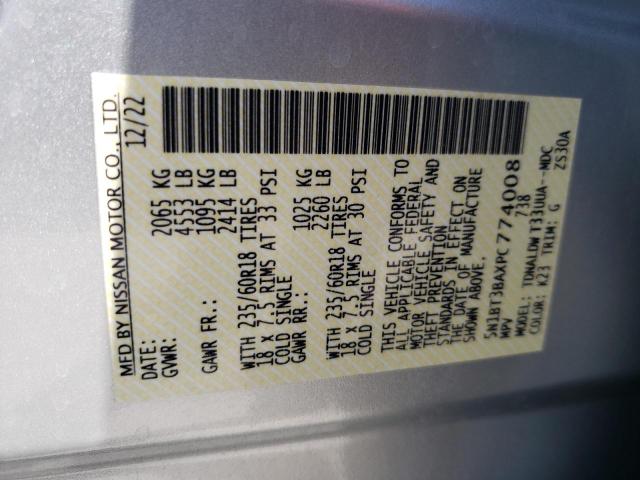 MFD BY NISSAN MOTOR CO., LTD.
DATE: 12/22
GVWR: 2065 KG
4553 LB
GAWR FR.: 1095 KG
2414 LB
WITH 235/60R18 TIRES
18 X 7.5 RIMS AT 33 PSI
COLD SINGLE
GAWR RR.: 1025 KG
2260 LB
WITH 235/60R18 TIRES
18 X 7.5 RIMS AT 30 PSI
COLD SINGLE
THIS VEHICLE CONFORMS TO
ALL APPLICABLE FEDERAL
MOTOR VEHICLE SAFETY AND
THEFT PREVENTION
STANDARDS IN EFFECT ON
THE DATE OF MANUFACTURE
SHOWN ABOVE.
5N1BT3BAXPC774008
MPV 738
MODEL: TDNALDW T33UUA--MDC
COLOR: K23 TRIM: G ZS30A